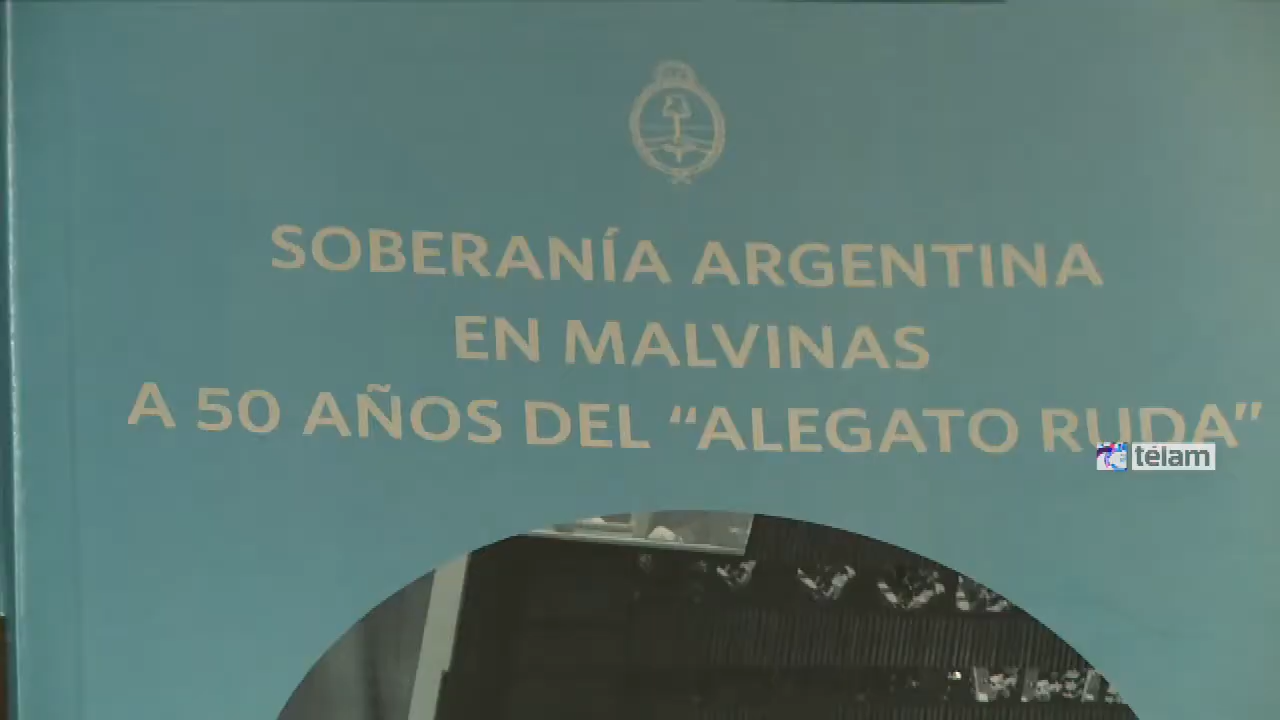 SOBERANÍA ARGENTINA
EN MALVINAS
A 50 AÑOS DEL “ALEGATO RUDA”
télam